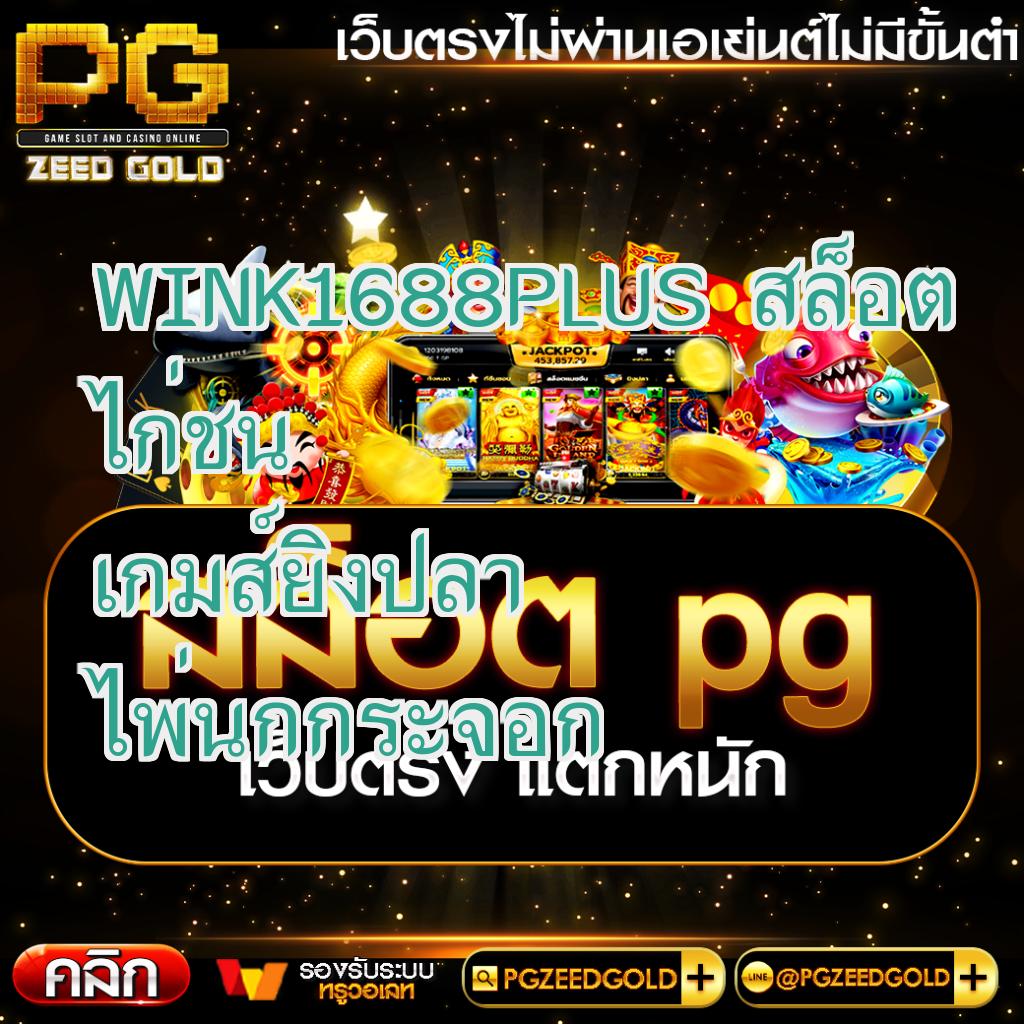 เว็บตรงไม่ผ่านเอเย่นต์ไม่มีขั้นต่ำ
PG
GAME SLOT AND CASINO ONLINE
ZEED GOLD
WINK1688PLUS สล็อต
ไก่ชน
JACKPOT
453,857.29
เกมส์ยิงปลา
สล็อต pg
ไพ่นกกระจอก
เว็บตรง แตกหนัก
คลิก
รองรับระบบ
ทรูวอเลท
PGZEEDGOLD
LINE @PGZEEDGOLD